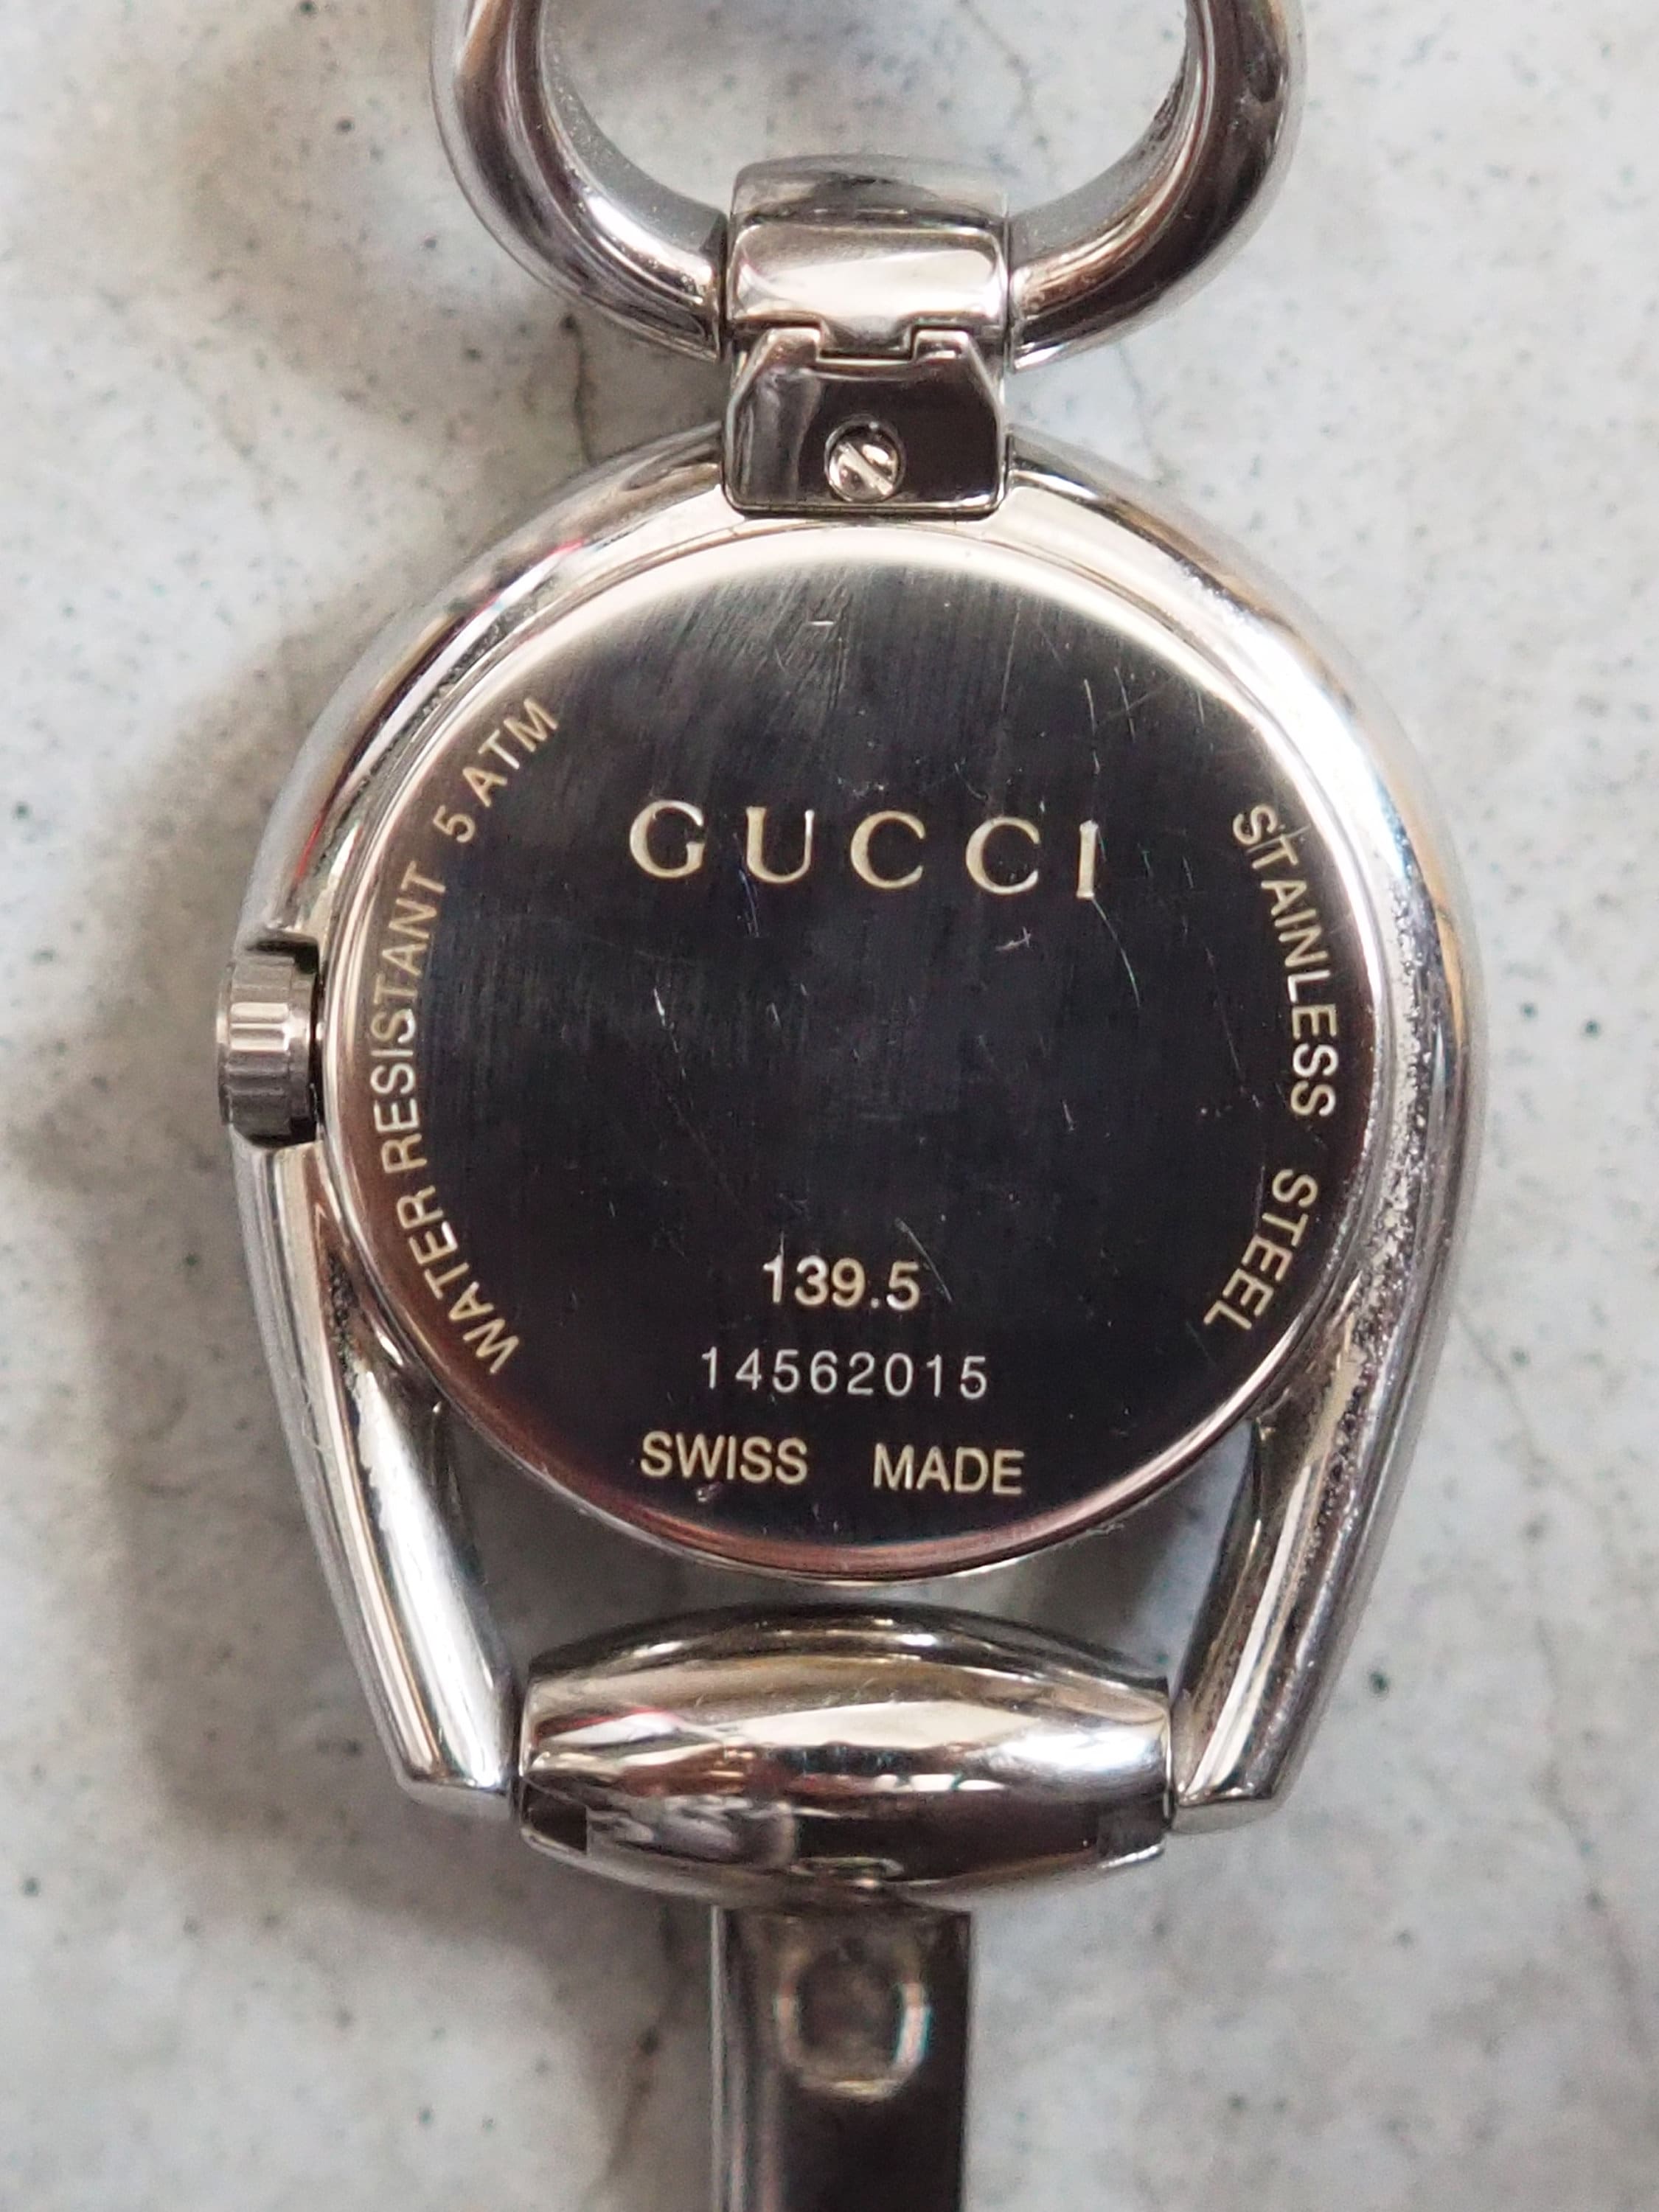 GUCCI
WATER RESISTANT 5 ATM
STAINLESS STEEL
139.5
14562015
SWISS MADE